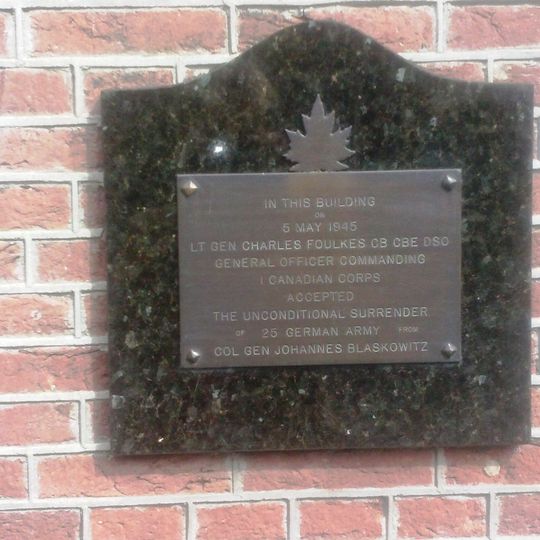 IN THIS BUILDING
ON
5 MAY 1945
LT GEN CHARLES FOULKES CB CBE DSO
GENERAL OFFICER COMMANDING
I CANADIAN CORPS
ACCEPTED
THE UNCONDITIONAL SURRENDER
OF 25 GERMAN ARMY FROM
COL GEN JOHANNES BLASKOWITZ